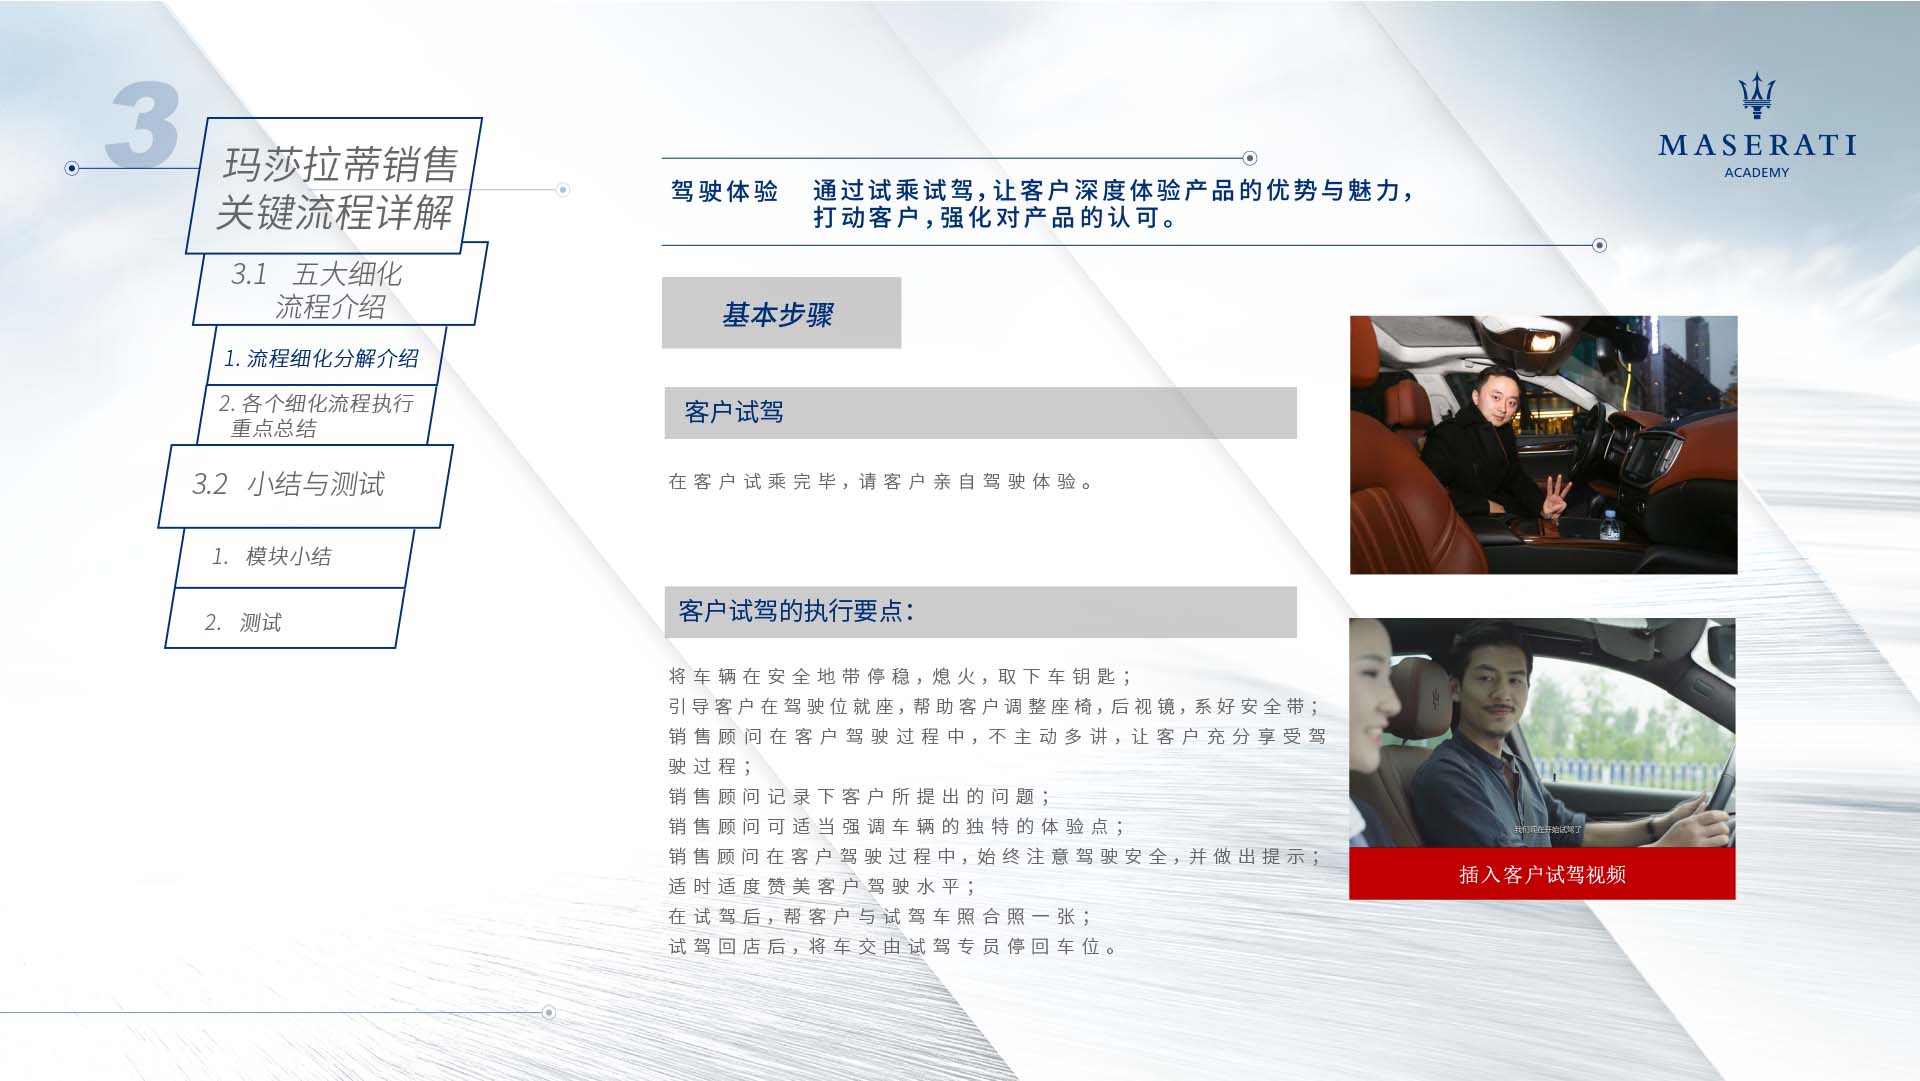 3
玛莎拉蒂销售
关键流程详解
3.1 五大细化
流程介绍
1. 流程细化分解介绍
2. 各个细化流程执行
重点总结
3.2 小结与测试
1. 模块小结
2. 测试
MASERATI
ACADEMY
驾驶体验 通过试乘试驾,让客户深度体验产品的优势与魅力,
打动客户,强化对产品的认可。
基本步骤
客户试驾
在客户试乘完毕,请客户亲自驾驶体验。
客户试驾的执行要点：
将车辆在安全地带停稳,熄火,取下车钥匙；
引导客户在驾驶位就座,帮助客户调整座椅,后视镜,系好安全带；
销售顾问在客户驾驶过程中,不主动多讲,让客户充分享受驾
驶过程；
销售顾问记录下客户所提出的问题；
销售顾问可适当强调车辆的独特的体验点；
销售顾问在客户驾驶过程中,始终注意驾驶安全,并做出提示；
适时适度赞美客户驾驶水平；
在试驾后,帮客户与试驾车照合照一张；
试驾回店后,将车交由试驾专员停回车位。
我们现在开始试驾了
插入客户试驾视频